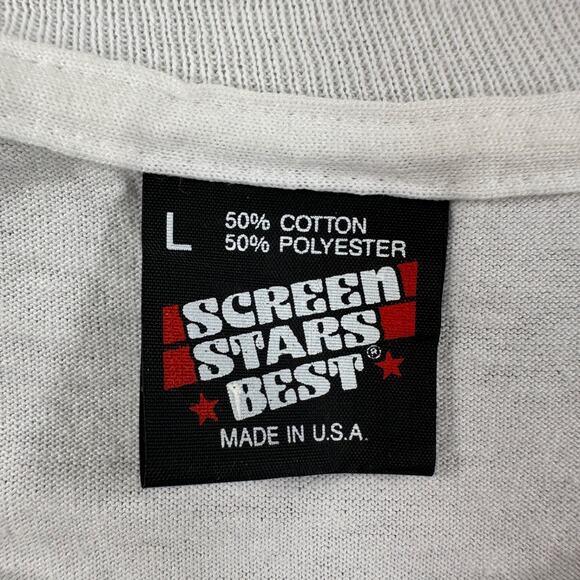 L
50% COTTON
50% POLYESTER
SCREEN
STARS
BEST®
MADE IN U.S.A.